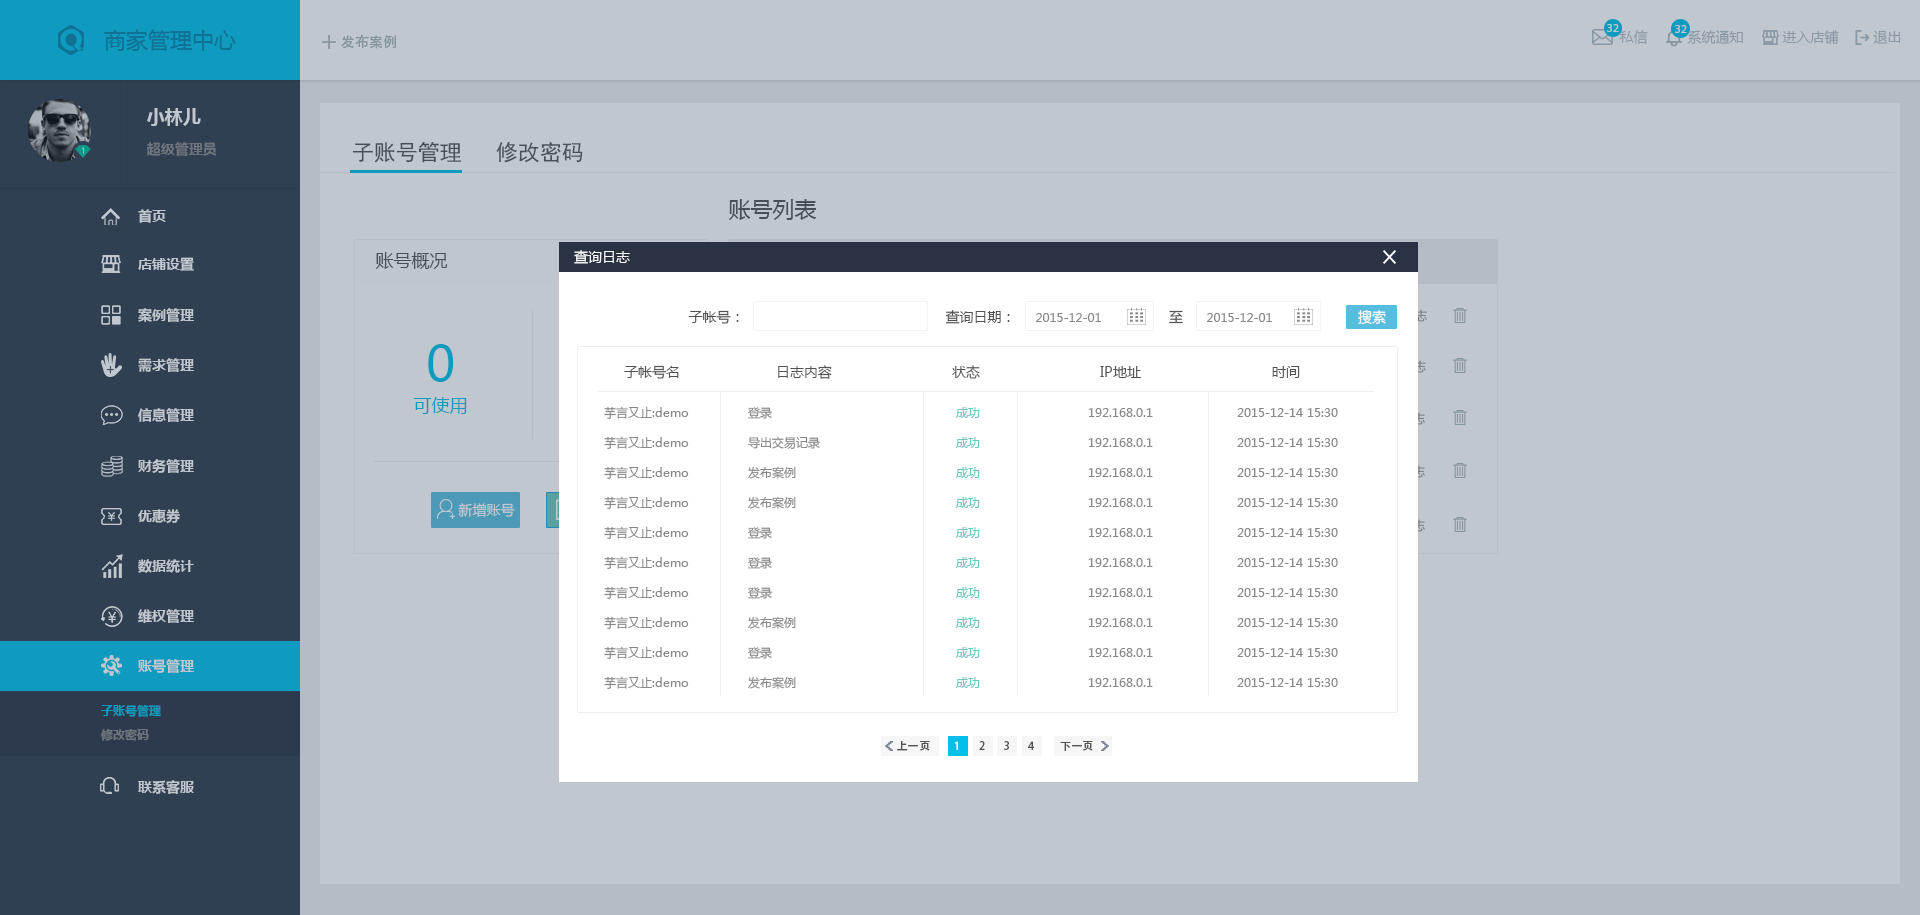 商家管理中心
+ 发布案例
32 私信
32 系统通知
进入店铺
退出
小林儿
超级管理员
1
首页
店铺设置
案例管理
需求管理
信息管理
财务管理
优惠券
数据统计
维权管理
账号管理
子账号管理
修改密码
联系客服
子账号管理 修改密码
账号列表
账号概况
0
可使用
新增账号
志
志
志
志
志
查询日志
子帐号： 查询日期： 2015-12-01 至 2015-12-01 搜索
子帐号名 日志内容 状态 IP地址 时间
芋言又止:demo 登录 成功 192.168.0.1 2015-12-14 15:30
芋言又止:demo 导出交易记录 成功 192.168.0.1 2015-12-14 15:30
芋言又止:demo 发布案例 成功 192.168.0.1 2015-12-14 15:30
芋言又止:demo 发布案例 成功 192.168.0.1 2015-12-14 15:30
芋言又止:demo 登录 成功 192.168.0.1 2015-12-14 15:30
芋言又止:demo 登录 成功 192.168.0.1 2015-12-14 15:30
芋言又止:demo 登录 成功 192.168.0.1 2015-12-14 15:30
芋言又止:demo 发布案例 成功 192.168.0.1 2015-12-14 15:30
芋言又止:demo 登录 成功 192.168.0.1 2015-12-14 15:30
芋言又止:demo 发布案例 成功 192.168.0.1 2015-12-14 15:30
上一页 1 2 3 4 下一页